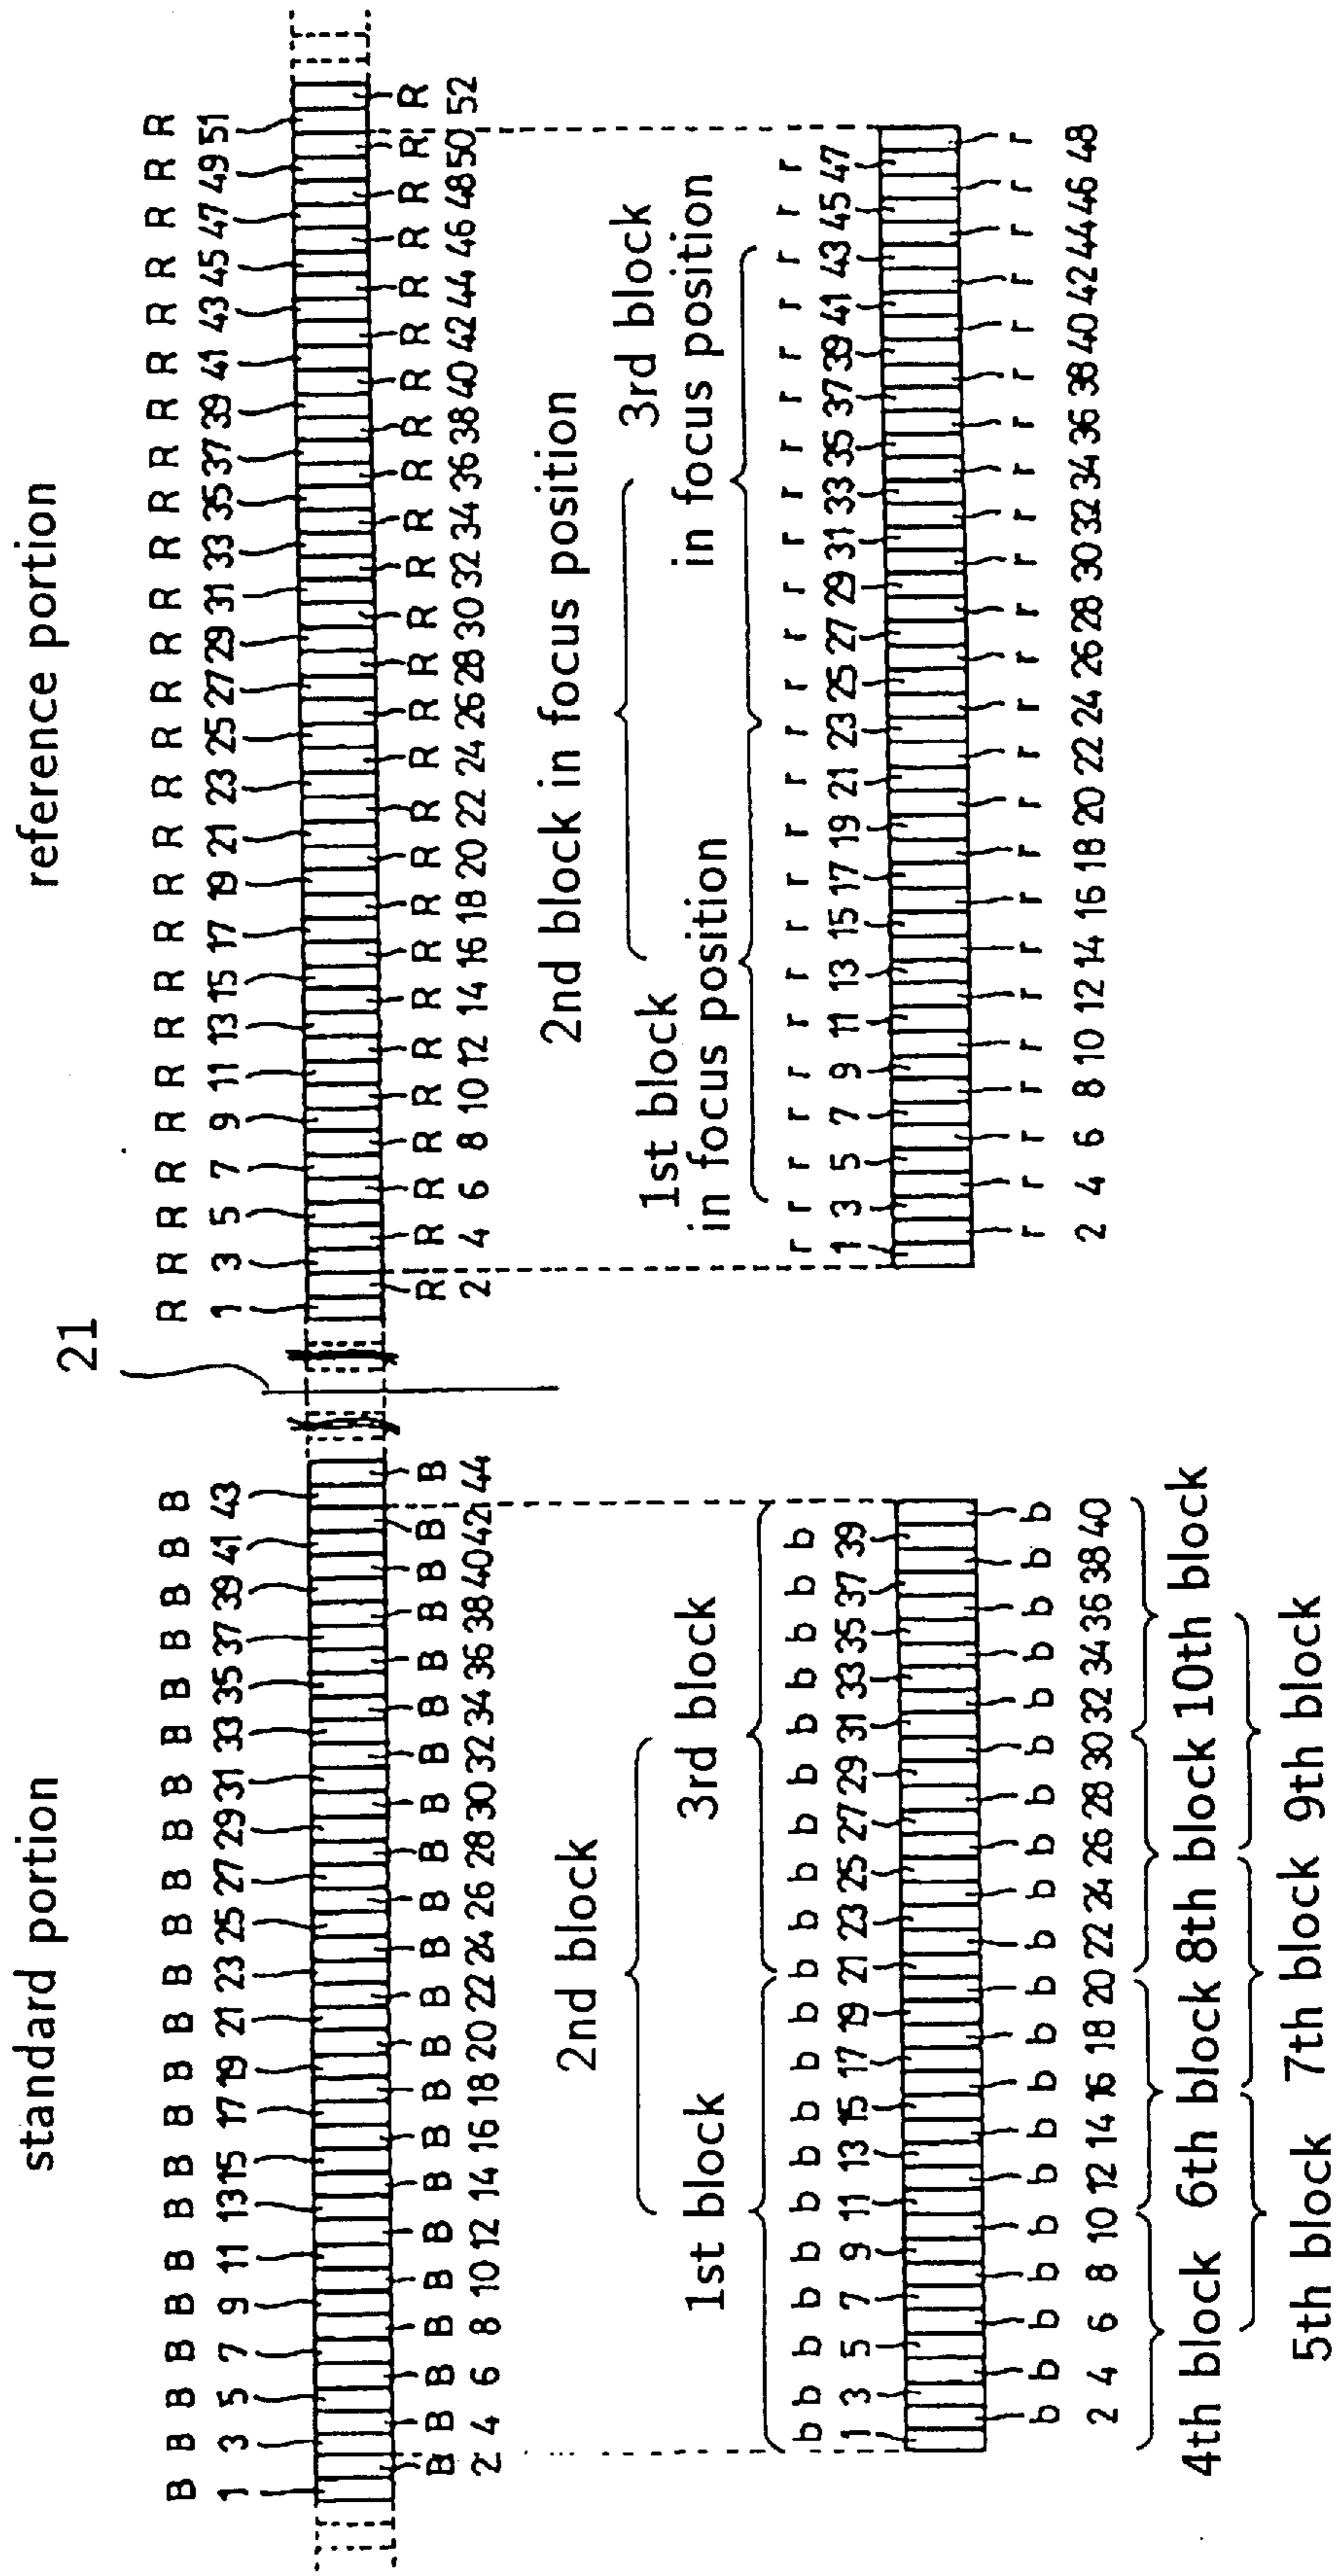 standard portion
reference portion
21
B B B B B B B B B B B B B B B B B B B B B B
1 3 5 7 9 11 13 15 17 19 21 23 25 27 29 31 33 35 37 39 41 43
R R R R R R R R R R R R R R R R R R R R R R R R R R
1 3 5 7 9 11 13 15 17 19 21 23 25 27 29 31 33 35 37 39 41 43 45 47 49 51
B B B B B B B B B B B B B B B B B B B B B B
2 4 6 8 10 12 14 16 18 20 22 24 26 28 30 32 34 36 38 40 42 44
R R R R R R R R R R R R R R R R R R R R R R R R R R
2 4 6 8 10 12 14 16 18 20 22 24 26 28 30 32 34 36 38 40 42 44 46 48 50 52
2nd block
1st block 3rd block
2nd block in focus position
1st block
in focus position
3rd block
in focus position
b b b b b b b b b b b b b b b b b b b b
1 3 5 7 9 11 13 15 17 19 21 23 25 27 29 31 33 35 37 39
r r r r r r r r r r r r r r r r r r r r r r r r
1 3 5 7 9 11 13 15 17 19 21 23 25 27 29 31 33 35 37 39 41 43 45 47
b b b b b b b b b b b b b b b b b b b b
2 4 6 8 10 12 14 16 18 20 22 24 26 28 30 32 34 36 38 40
r r r r r r r r r r r r r r r r r r r r r r r r
2 4 6 8 10 12 14 16 18 20 22 24 26 28 30 32 34 36 38 40 42 44 46 48
4th block 6th block 8th block 10th block
5th block 7th block 9th block